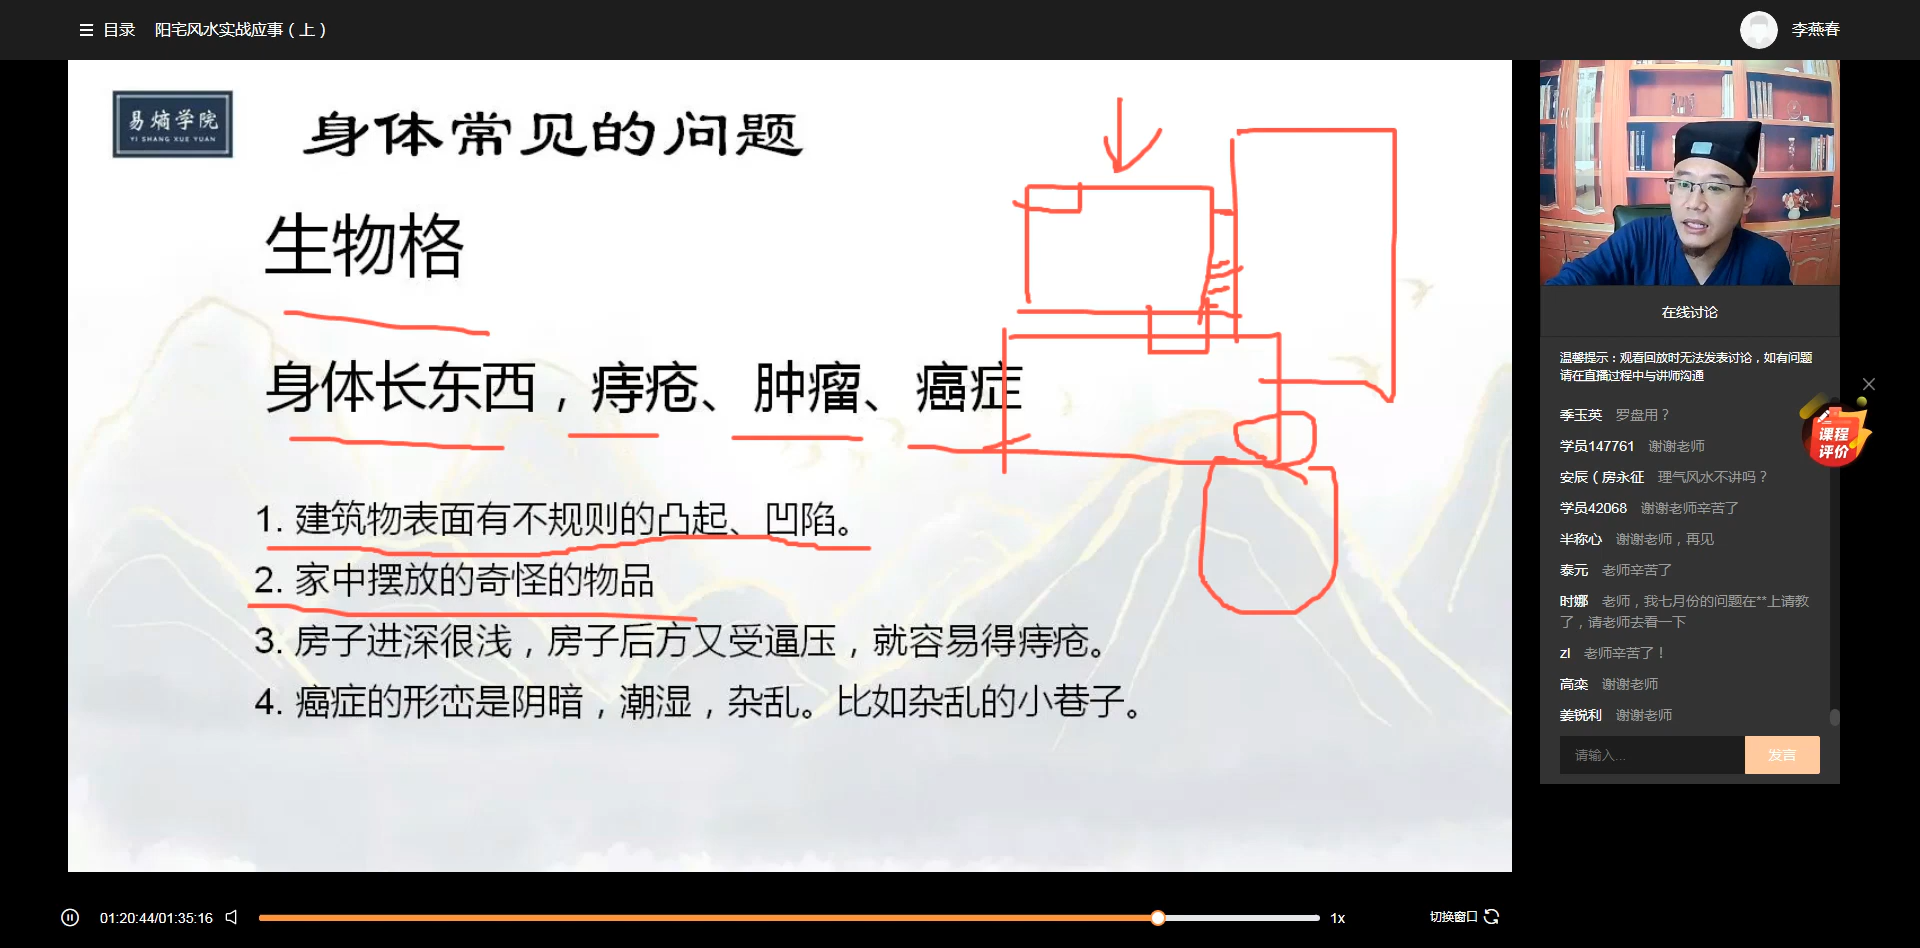 目录 阳宅风水实战应事（上）
李燕春
易熵学院
YI SHANG XUE YUAN
身体常见的问题
生物格
身体长东西，痔疮、肿瘤、癌症
1. 建筑物表面有不规则的凸起、凹陷。
2. 家中摆放的奇怪的物品
3. 房子进深很浅，房子后方又受逼压，就容易得痔疮。
4. 癌症的形峦是阴暗，潮湿，杂乱。比如杂乱的小巷子。
在线讨论
温馨提示：观看回放时无法发表讨论，如有问题
请在直播过程中与讲师沟通
季玉英 罗盘用？
学员147761 谢谢老师
安辰（房永征 理气风水不讲吗？
学员42068 谢谢老师辛苦了
半称心 谢谢老师，再见
泰元 老师辛苦了
时娜 老师，我七月份的问题在**上请教
了，请老师去看一下
zl 老师辛苦了！
高栾 谢谢老师
姜锐利 谢谢老师
课程
评价
请输入...
发言
01:20:44/01:35:16
1x
切换窗口